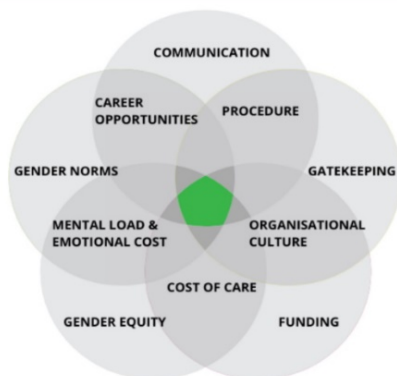 COMMUNICATION
CAREER
OPPORTUNITIES
PROCEDURE
GENDER NORMS
GATEKEEPING
MENTAL LOAD &
EMOTIONAL COST
ORGANISATIONAL
CULTURE
COST OF CARE
GENDER EQUITY
FUNDING